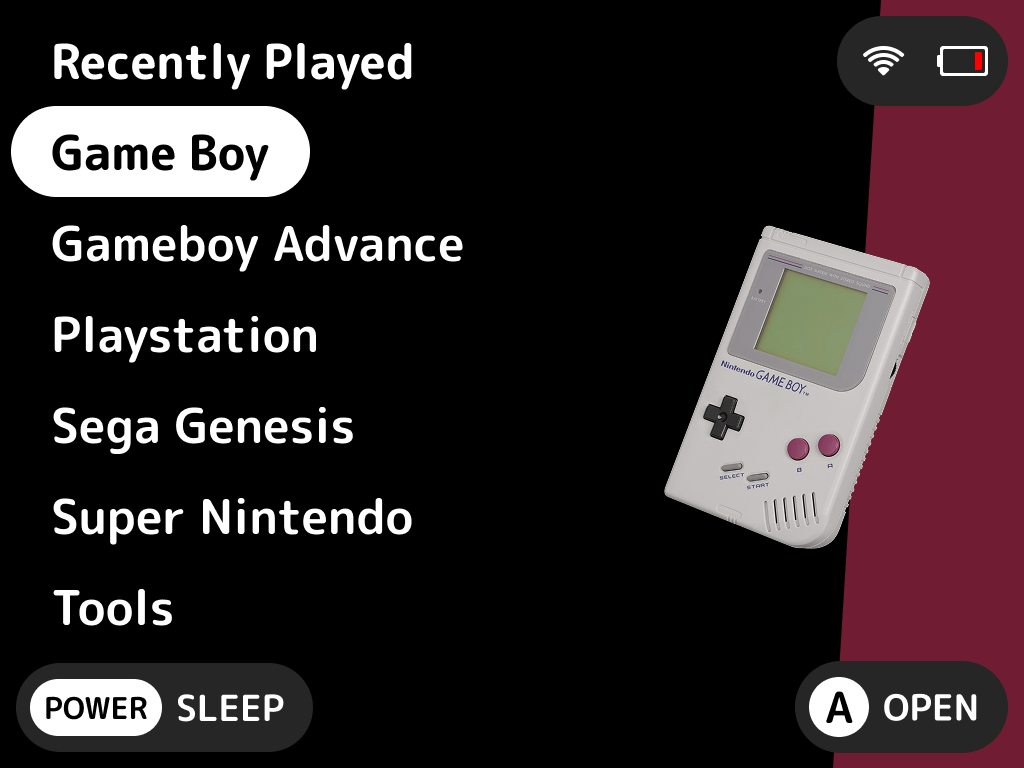 Recently Played
Game Boy
Gameboy Advance
Playstation
Sega Genesis
Super Nintendo
Tools
POWER SLEEP
A OPEN
Nintendo GAME BOY™
SELECT
START
B
A